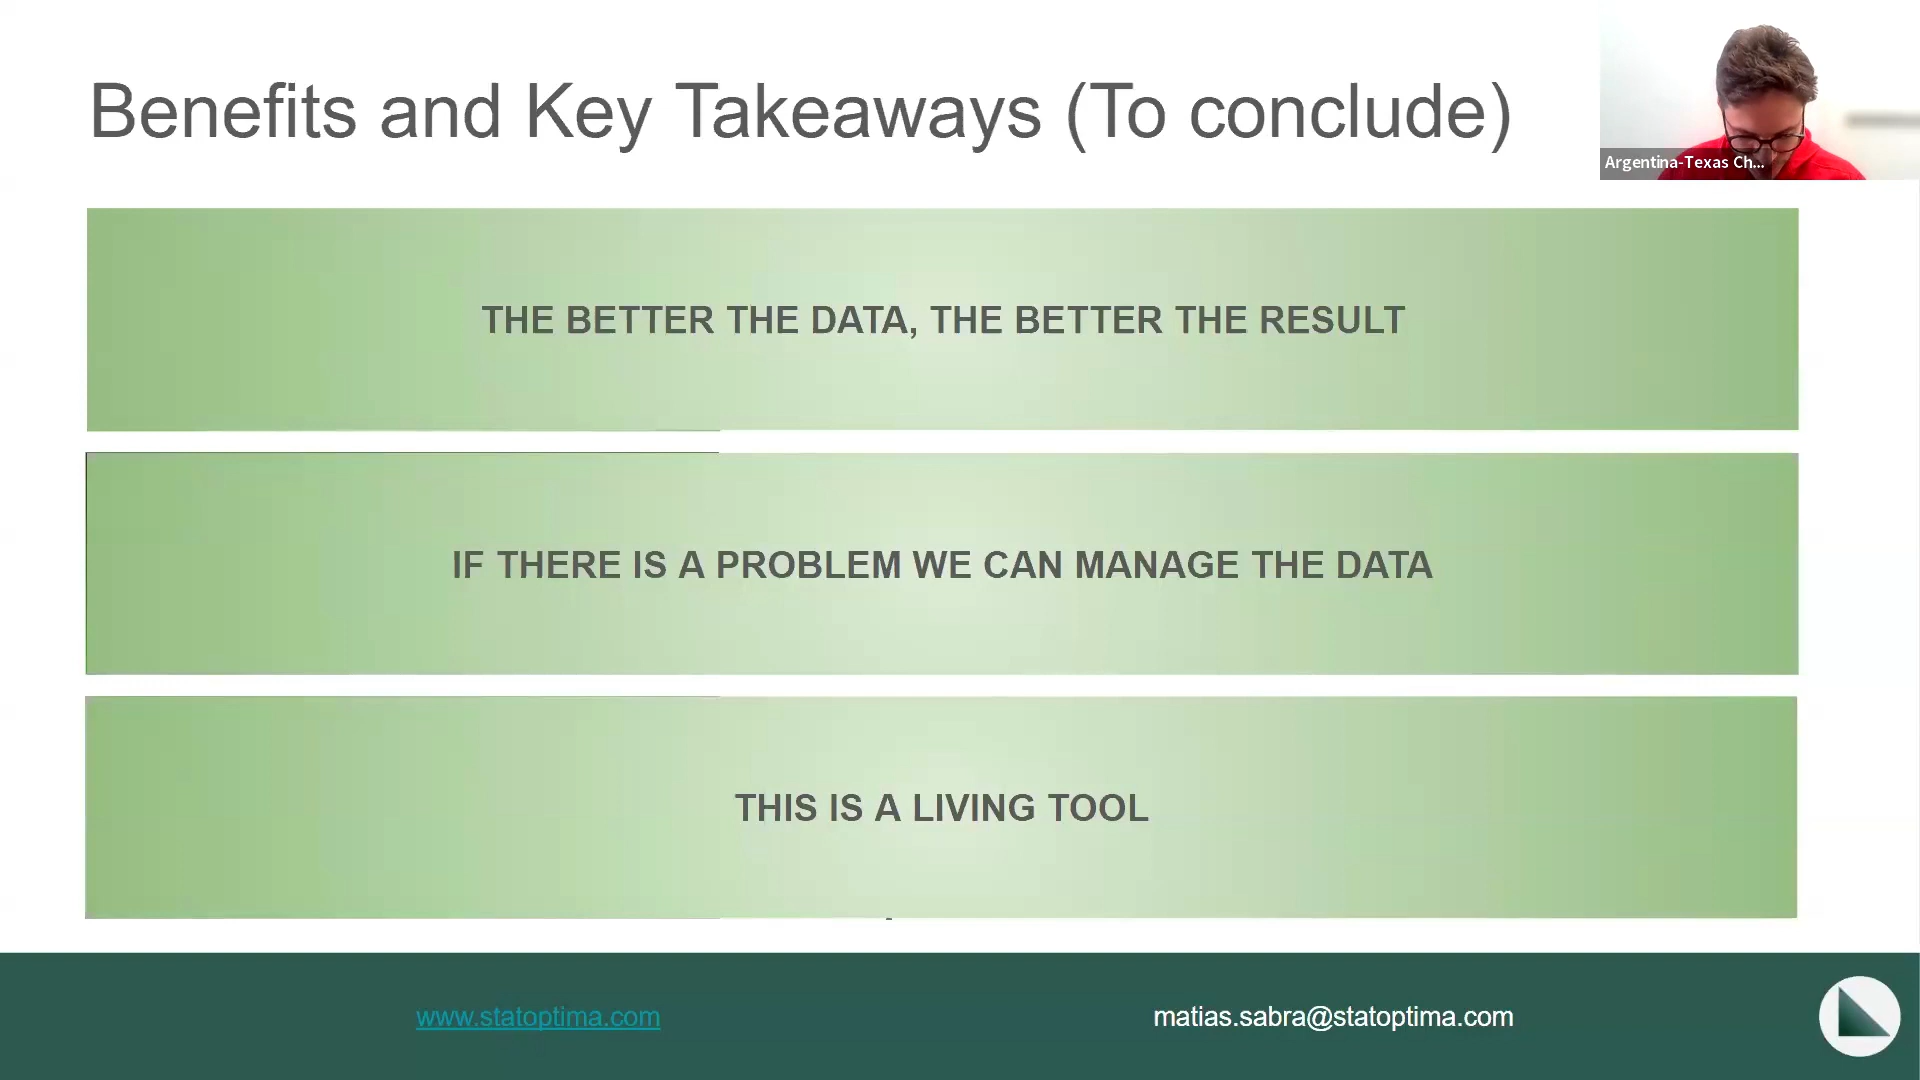 Benefits and Key Takeaways (To conclude)
Argentina-Texas Ch...
THE BETTER THE DATA, THE BETTER THE RESULT
IF THERE IS A PROBLEM WE CAN MANAGE THE DATA
THIS IS A LIVING TOOL
www.statoptima.com
matias.sabra@statoptima.com